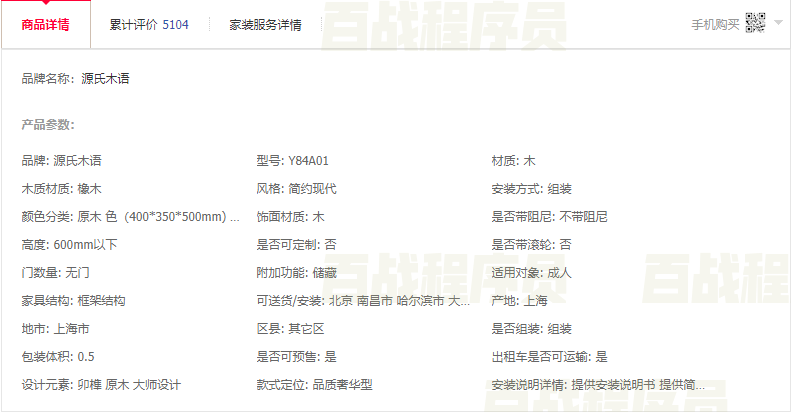 商品详情 累计评价 5104 家装服务详情 百战程序员 手机购买
品牌名称: 源氏木语
产品参数:
品牌: 源氏木语 型号: Y84A01 材质: 木
木质材质: 橡木 风格: 简约现代 安装方式: 组装
颜色分类: 原木 色（400*350*500mm) ... 饰面材质: 木 是否带阻尼: 不带阻尼
高度: 600mm以下 是否可定制: 否 是否带滚轮: 否
门数量: 无门 附加功能: 储藏 适用对象: 成人
百战程序员 百战程
家具结构: 框架结构 可送货/安装: 北京 南昌市 哈尔滨市 大... 产地: 上海
地市: 上海市 区县: 其它区 是否组装: 组装
包装体积: 0.5 是否可预售: 是 出租车是否可运输: 是
设计元素: 卯榫 原木 大师设计 款式定位: 品质奢华型 安装说明详情: 提供安装说明书 提供简...
百战程序员